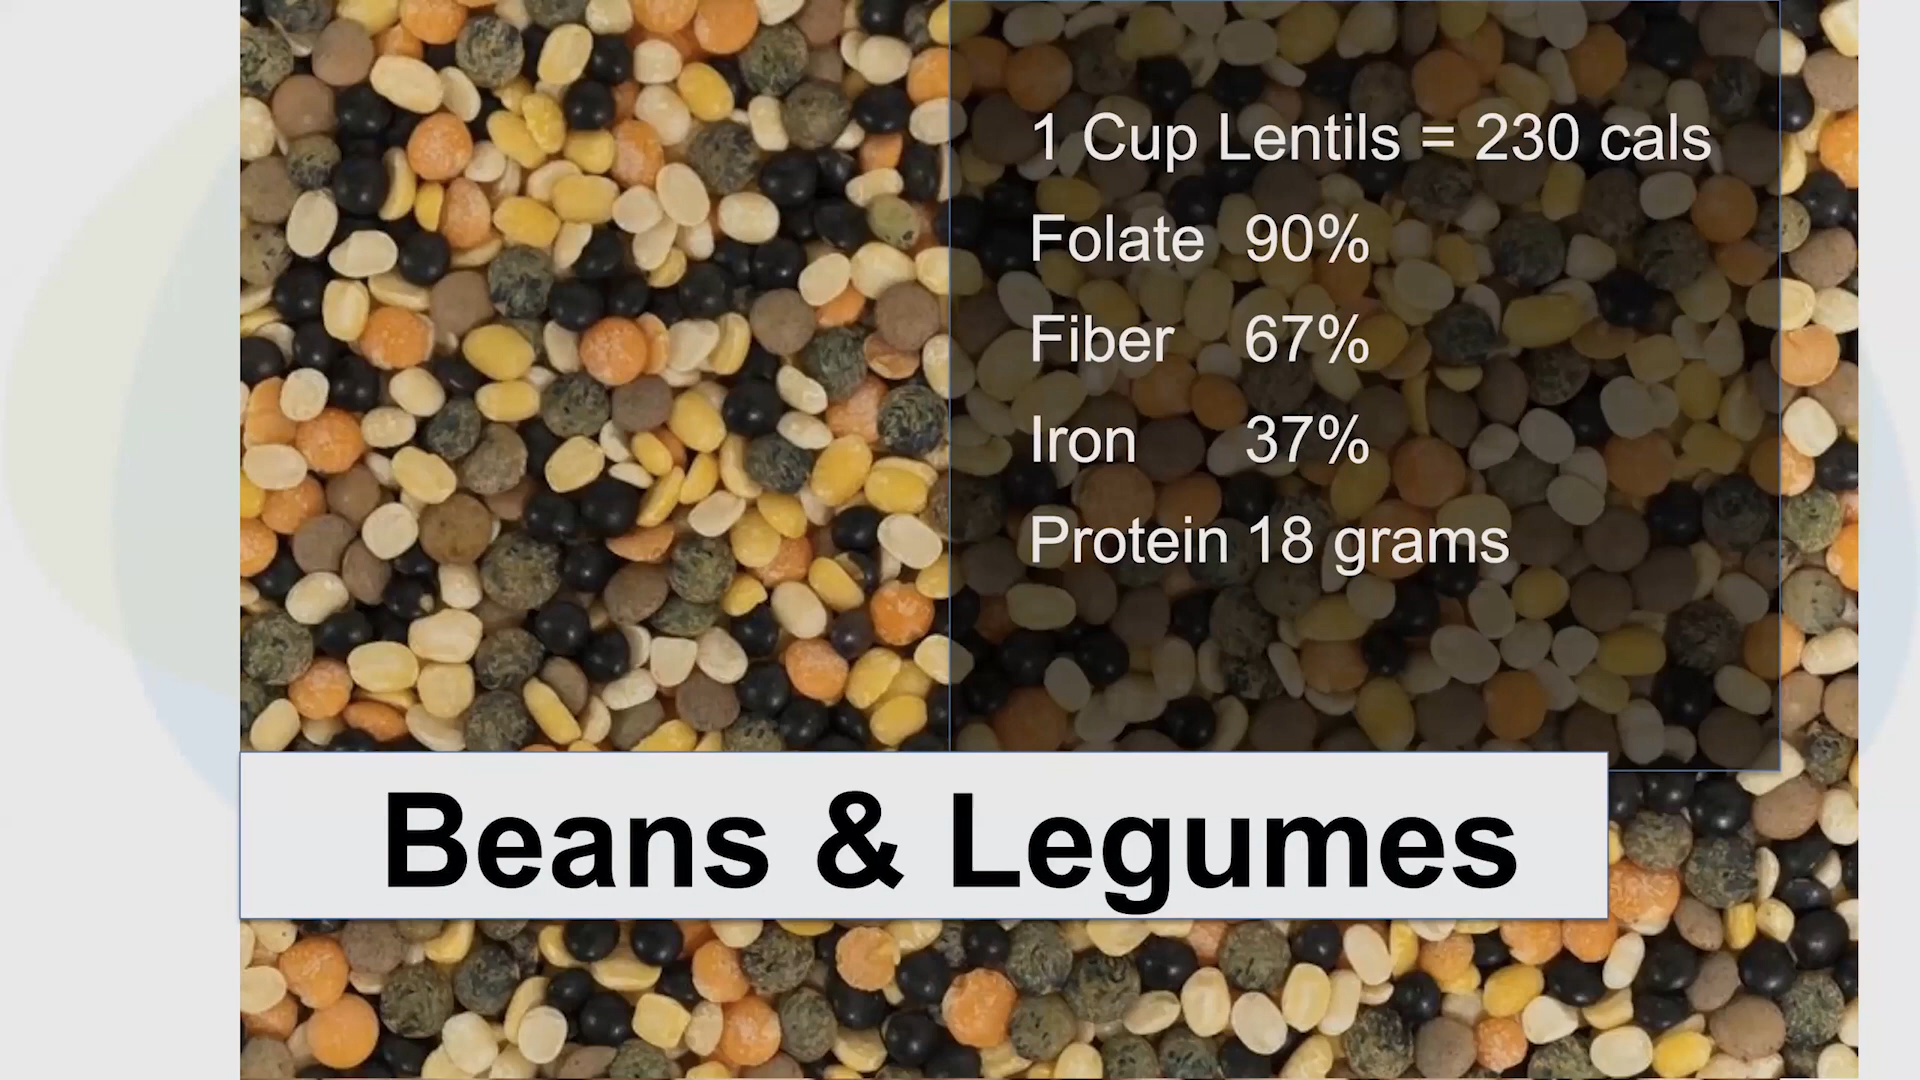 1 Cup Lentils = 230 cals
Folate 90%
Fiber 67%
Iron 37%
Protein 18 grams
Beans & Legumes